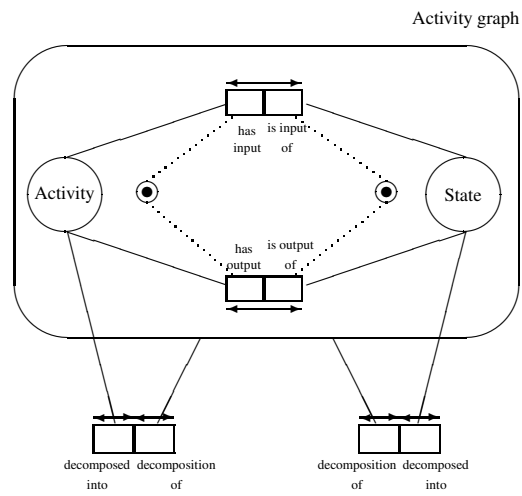 Activity graph
has is input
input of
Activity
State
has is output
output of
decomposed decomposition
into of
decomposition decomposed
of into